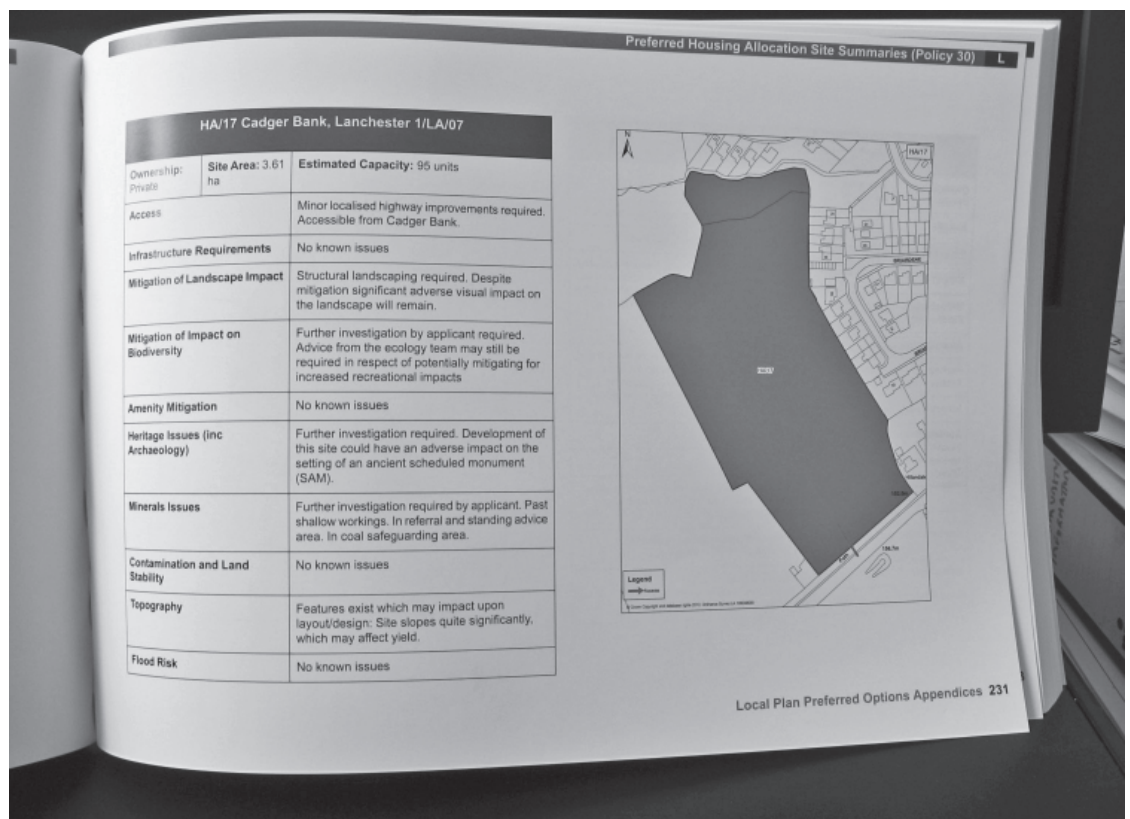 Preferred Housing Allocation Site Summaries (Policy 30) L
HA/17 Cadger Bank, Lanchester 1/LA/07
Ownership:
Private
Site Area: 3.61
ha
Estimated Capacity: 95 units
Access
Minor localised highway improvements required.
Accessible from Cadger Bank.
Infrastructure Requirements
No known issues
Mitigation of Landscape Impact
Structural landscaping required. Despite
mitigation significant adverse visual impact on
the landscape will remain.
Mitigation of Impact on
Biodiversity
Further investigation by applicant required.
Advice from the ecology team may still be
required in respect of potentially mitigating for
increased recreational impacts
Amenity Mitigation
No known issues
Heritage Issues (inc
Archaeology)
Further investigation required. Development of
this site could have an adverse impact on the
setting of an ancient scheduled monument
(SAM).
Minerals Issues
Further investigation required by applicant. Past
shallow workings. In referral and standing advice
area. In coal safeguarding area.
Contamination and Land
Stability
No known issues
Topography
Features exist which may impact upon
layout/design: Site slopes quite significantly,
which may affect yield.
Flood Risk
No known issues
N
HA/17
Legend
Local Plan Preferred Options Appendices 231